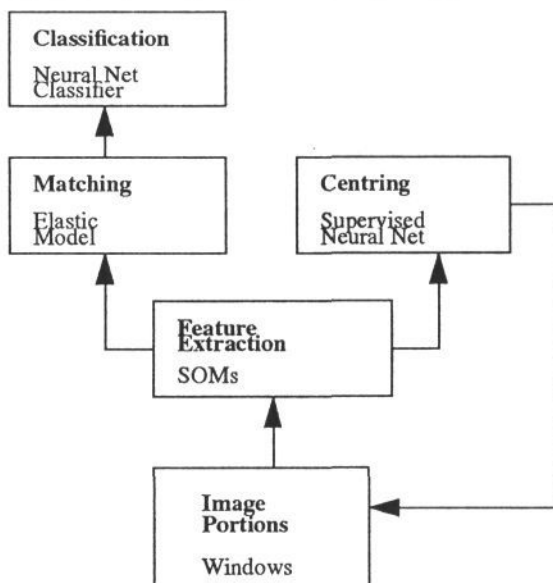 Classification
Neural Net
Classifier
Matching
Elastic
Model
Centring
Supervised
Neural Net
Feature
Extraction
SOMs
Image
Portions
Windows